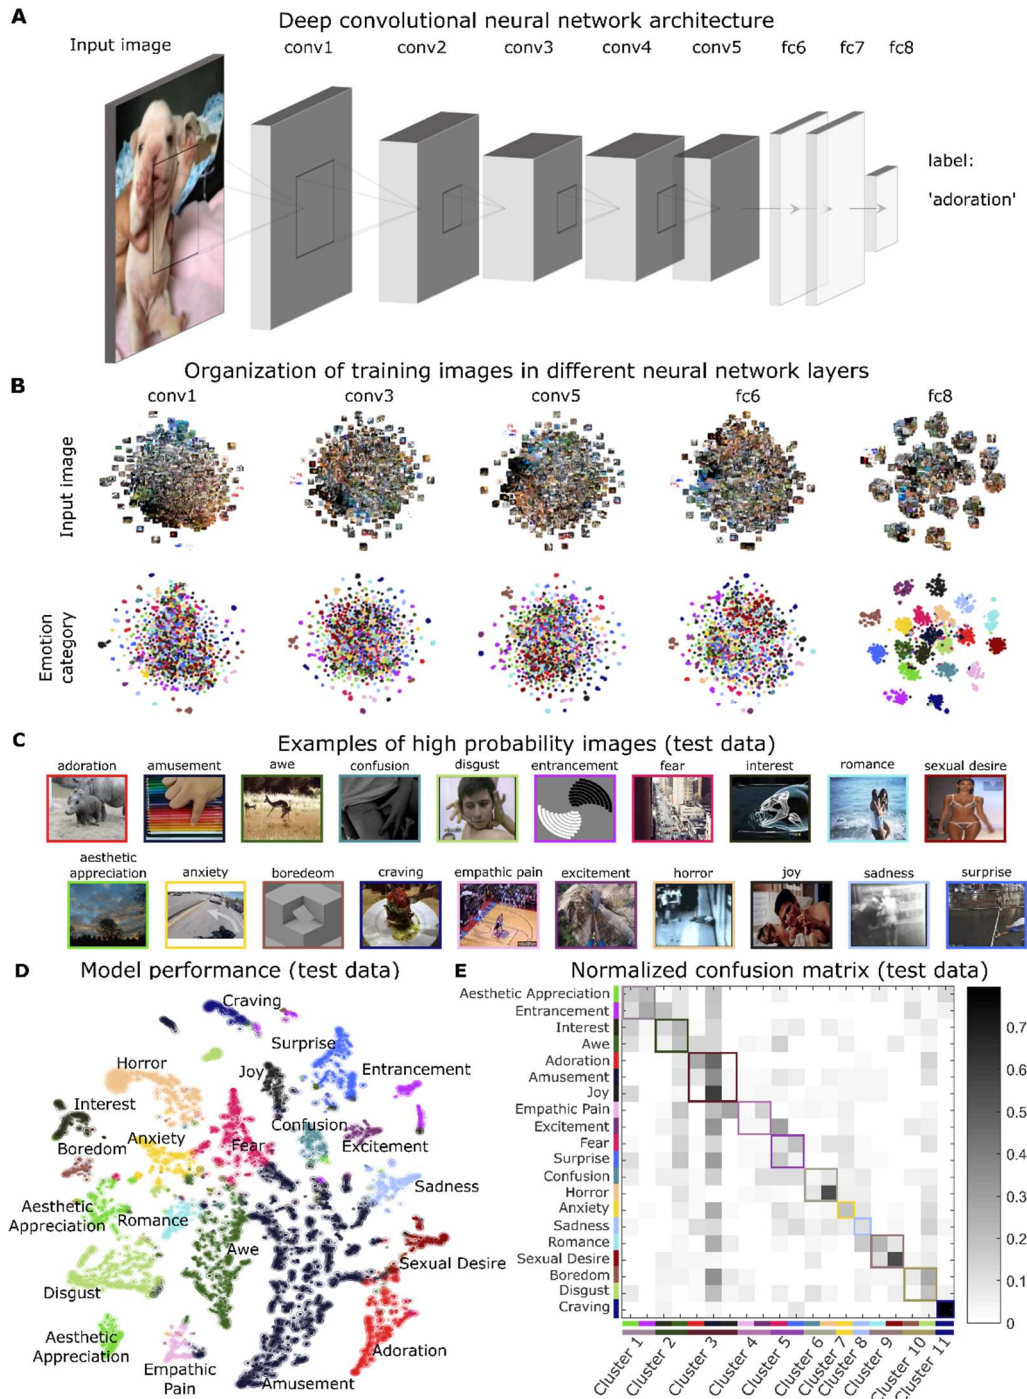 A
Deep convolutional neural network architecture
Input image
conv1
conv2
conv3
conv4
conv5
fc6
fc7
fc8
label:
'adoration'
B
Organization of training images in different neural network layers
conv1
conv3
conv5
fc6
fc8
Input image
Emotion
category
C
Examples of high probability images (test data)
adoration
amusement
awe
confusion
disgust
entrancement
fear
interest
romance
sexual desire
aesthetic
appreciation
anxiety
boredeom
craving
empathic pain
excitement
horror
joy
sadness
surprise
D
Model performance (test data)
Craving
Surprise
Horror
Joy
Entrancement
Interest
Confusion
Boredom
Anxiety
Fear
Excitement
Sadness
Aesthetic
Appreciation
Romance
Awe
Sexual Desire
Disgust
Aesthetic
Appreciation
Empathic
Pain
Adoration
Amusement
E
Normalized confusion matrix (test data)
Aesthetic Appreciation
Entrancement
Interest
Awe
Adoration
Amusement
Joy
Empathic Pain
Excitement
Fear
Surprise
Confusion
Horror
Anxiety
Sadness
Romance
Sexual Desire
Boredom
Disgust
Craving
Cluster 1
Cluster 2
Cluster 3
Cluster 4
Cluster 5
Cluster 6
Cluster 7
Cluster 8
Cluster 9
Cluster 10
Cluster 11
0.7
0.6
0.5
0.4
0.3
0.2
0.1
0